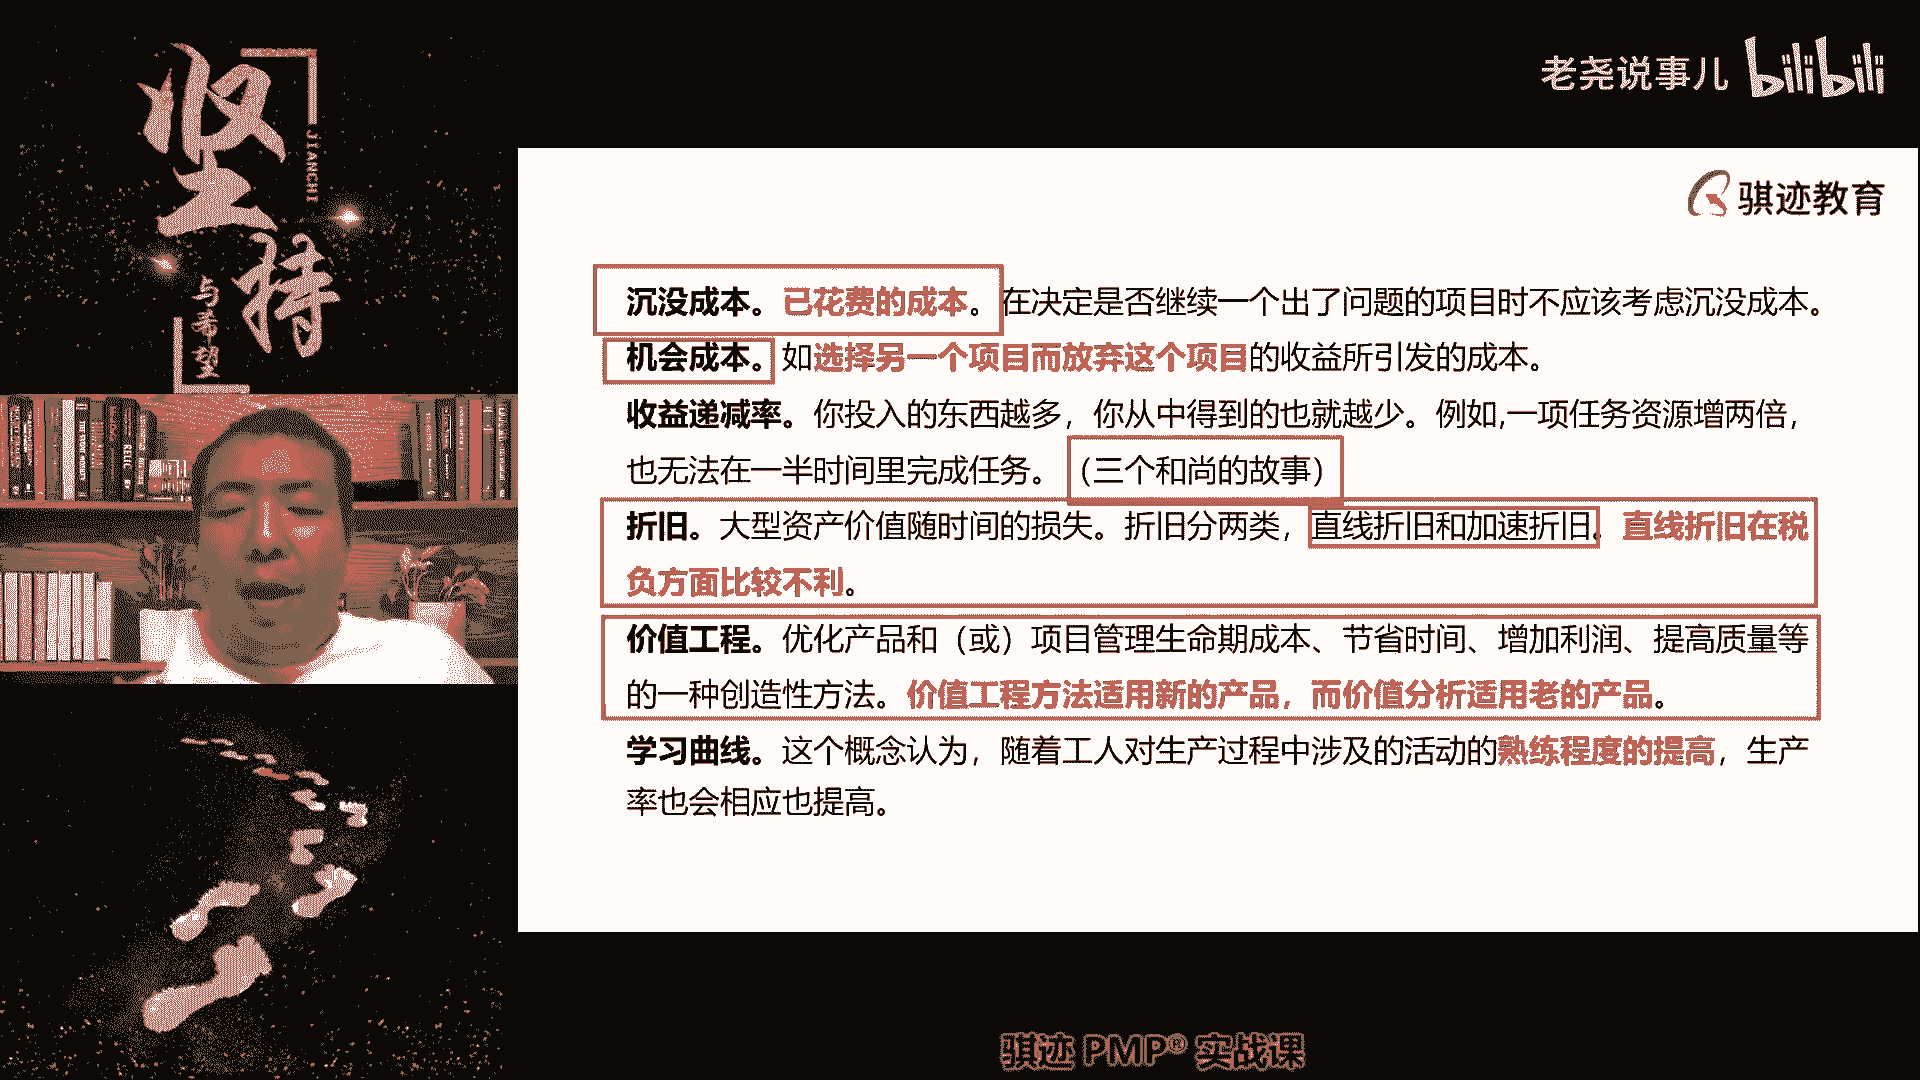 坚持
JIANCHI
与希望
老尧说事儿 bilibili
骐迹教育
沉没成本。已花费的成本。在决定是否继续一个出了问题的项目时不应该考虑沉没成本。
机会成本。如选择另一个项目而放弃这个项目的收益所引发的成本。
收益递减率。你投入的东西越多，你从中得到的也就越少。例如,一项任务资源增两倍，
也无法在一半时间里完成任务。（三个和尚的故事）
折旧。大型资产价值随时间的损失。折旧分两类，直线折旧和加速折旧。直线折旧在税
负方面比较不利。
价值工程。优化产品和（或）项目管理生命期成本、节省时间、增加利润、提高质量等
的一种创造性方法。价值工程方法适用新的产品，而价值分析适用老的产品。
学习曲线。这个概念认为，随着工人对生产过程中涉及的活动的熟练程度的提高，生产
率也会相应也提高。
骐迹 PMP® 实战课